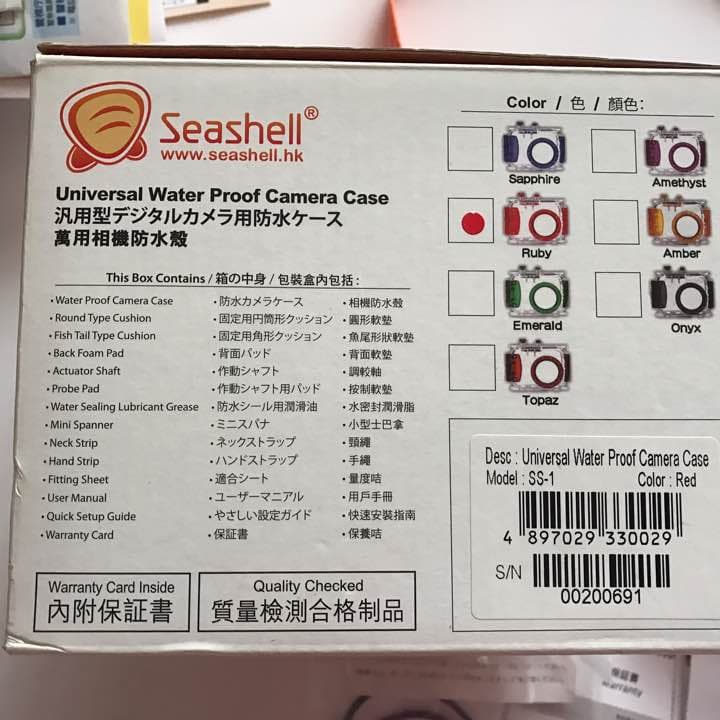 Seashell®
www.seashell.hk
Universal Water Proof Camera Case
汎用型デジタルカメラ用防水ケース
萬用相機防水殼
This Box Contains / 箱の中身 / 包裝盒內包括 :
• Water Proof Camera Case • 防水カメラケース • 相機防水殼
• Round Type Cushion • 固定用円筒形クッション • 圓形軟墊
• Fish Tail Type Cushion • 固定用角形クッション • 魚尾形狀軟墊
• Back Foam Pad • 背面パッド • 背面軟墊
• Actuator Shaft • 作動シャフト • 調較軸
• Probe Pad • 作動シャフト用パッド • 按制軟墊
• Water Sealing Lubricant Grease • 防水シール用潤滑油 • 水密封潤滑脂
• Mini Spanner • ミニスパナ • 小型士巴拿
• Neck Strip • ネックストラップ • 頸繩
• Hand Strip • ハンドストラップ • 手繩
• Fitting Sheet • 適合シート • 量度咭
• User Manual • ユーザーマニアル • 用戶手冊
• Quick Setup Guide • やさしい設定ガイド • 快速安裝指南
• Warranty Card • 保証書 • 保養咭
Warranty Card Inside
內附保証書
Quality Checked
質量檢測合格制品
Color / 色 / 顏色:
Sapphire Amethyst
Ruby Amber
Emerald Onyx
Topaz
Desc : Universal Water Proof Camera Case
Model : SS-1 Color : Red
4 897029 330029
S/N
00200691
保証書